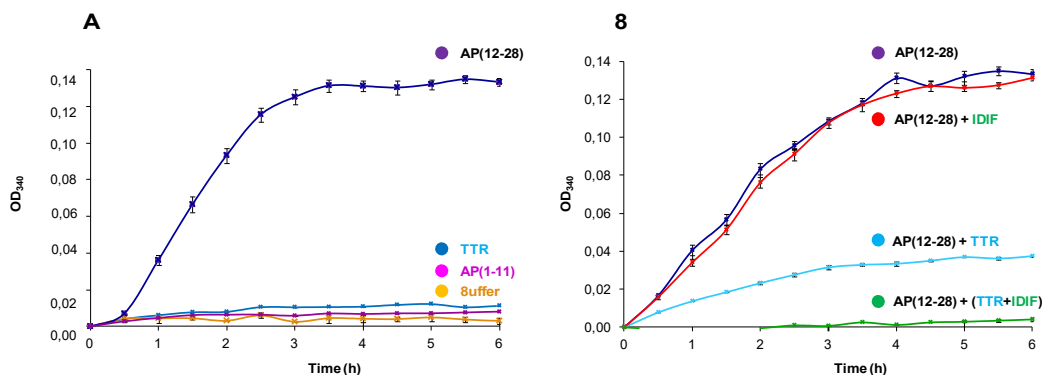 A
AP(12-28)
0,14
0,12
0,10
0,08
0,06
0,04
0,02
0,00
OD340
TTR
AP(1-11)
8uffer
0 1 2 3 4 5 6
Time (h)
8
AP(12-28)
0,14
0,12
0,10
0,08
0,06
0,04
0,02
0,00
OD340
AP(12-28) + IDIF
AP(12-28) + TTR
AP(12-28) + (TTR+IDIF)
0 1 2 3 4 5 6
Time (h)